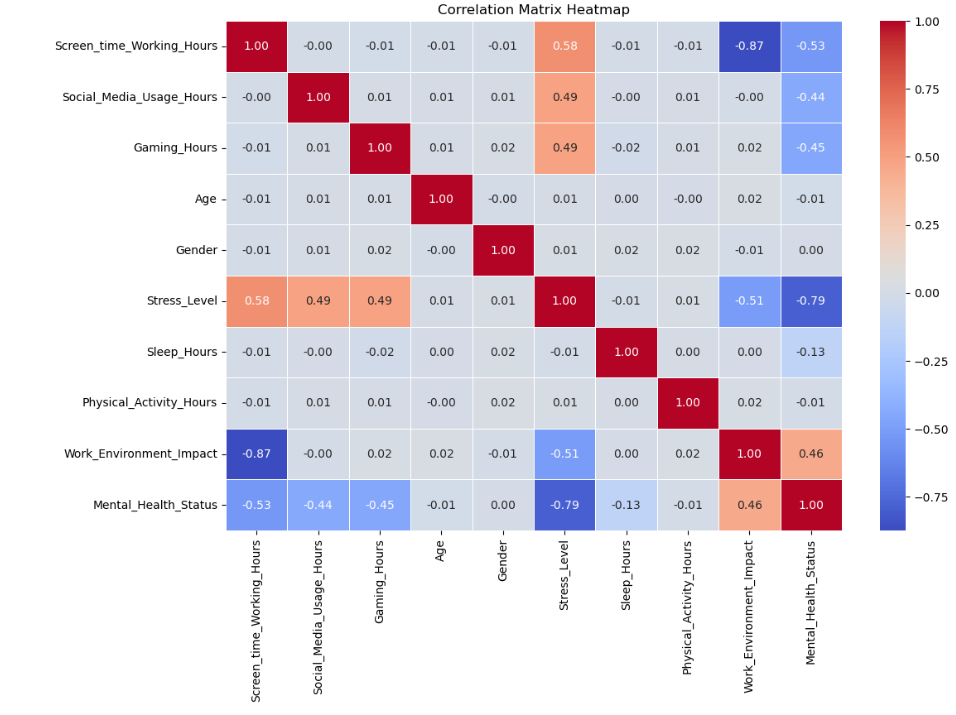 Correlation Matrix Heatmap
Screen_time_Working_Hours 1.00 -0.00 -0.01 -0.01 -0.01 0.58 -0.01 -0.01 -0.87 -0.53
Social_Media_Usage_Hours -0.00 1.00 0.01 0.01 0.01 0.49 -0.00 0.01 -0.00 -0.44
Gaming_Hours -0.01 0.01 1.00 0.01 0.02 0.49 -0.02 0.01 0.02 -0.45
Age -0.01 0.01 0.01 1.00 -0.00 0.01 0.00 -0.00 0.02 -0.01
Gender -0.01 0.01 0.02 -0.00 1.00 0.01 0.02 0.02 -0.01 0.00
Stress_Level 0.58 0.49 0.49 0.01 0.01 1.00 -0.01 0.01 -0.51 -0.79
Sleep_Hours -0.01 -0.00 -0.02 0.00 0.02 -0.01 1.00 0.00 0.00 -0.13
Physical_Activity_Hours -0.01 0.01 0.01 -0.00 0.02 0.01 0.00 1.00 0.02 -0.01
Work_Environment_Impact -0.87 -0.00 0.02 0.02 -0.01 -0.51 0.00 0.02 1.00 0.46
Mental_Health_Status -0.53 -0.44 -0.45 -0.01 0.00 -0.79 -0.13 -0.01 0.46 1.00
Screen_time_Working_Hours
Social_Media_Usage_Hours
Gaming_Hours
Age
Gender
Stress_Level
Sleep_Hours
Physical_Activity_Hours
Work_Environment_Impact
Mental_Health_Status
1.00
0.75
0.50
0.25
0.00
−0.25
−0.50
−0.75